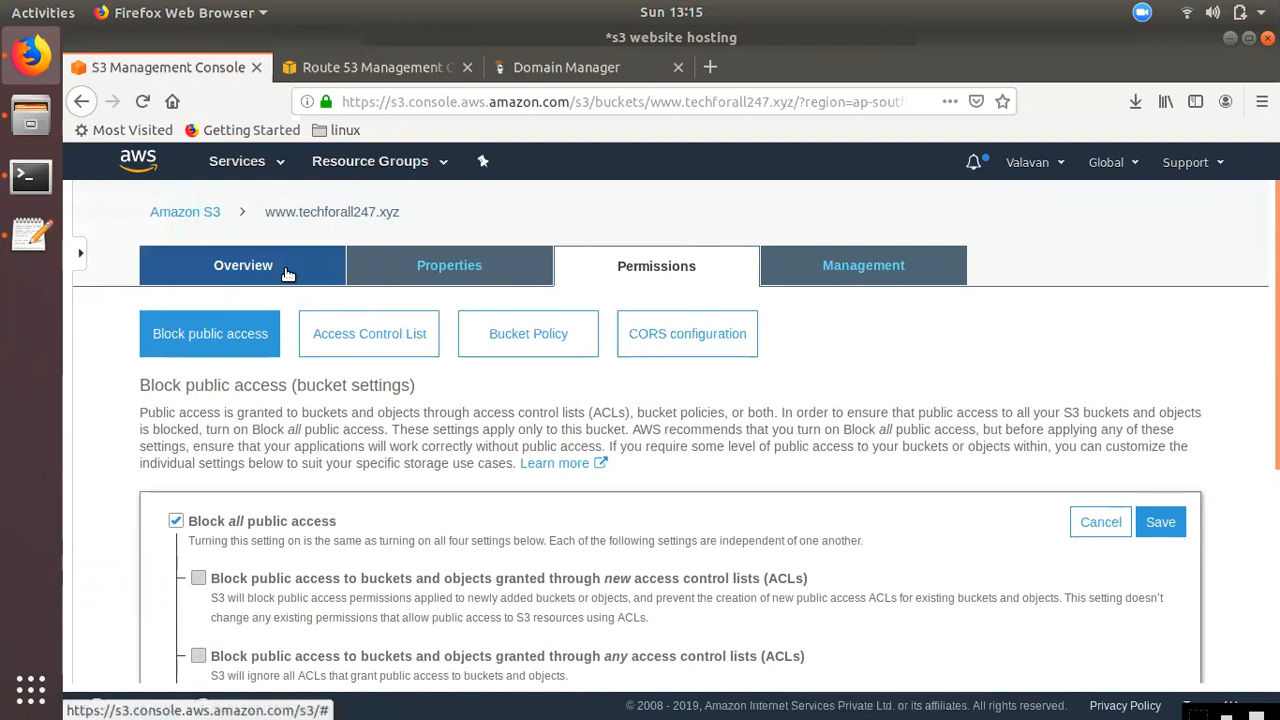 Activities Firefox Web Browser Sun 13:15
*s3 website hosting
S3 Management Console Route 53 Management C Domain Manager
https://s3.console.aws.amazon.com/s3/buckets/www.techforall247.xyz/?region=ap-south
Most Visited Getting Started linux
aws Services Resource Groups Valavan Global Support
Amazon S3 > www.techforall247.xyz
Overview Properties Permissions Management
Block public access Access Control List Bucket Policy CORS configuration
Block public access (bucket settings)
Public access is granted to buckets and objects through access control lists (ACLs), bucket policies, or both. In order to ensure that public access to all your S3 buckets and objects
is blocked, turn on Block all public access. These settings apply only to this bucket. AWS recommends that you turn on Block all public access, but before applying any of these
settings, ensure that your applications will work correctly without public access. If you require some level of public access to your buckets or objects within, you can customize the
individual settings below to suit your specific storage use cases. Learn more
Block all public access Cancel Save
Turning this setting on is the same as turning on all four settings below. Each of the following settings are independent of one another.
Block public access to buckets and objects granted through new access control lists (ACLs)
S3 will block public access permissions applied to newly added buckets or objects, and prevent the creation of new public access ACLs for existing buckets and objects. This setting doesn't
change any existing permissions that allow public access to S3 resources using ACLs.
Block public access to buckets and objects granted through any access control lists (ACLs)
S3 will ignore all ACLs that grant public access to buckets and objects.
© 2008 - 2019, Amazon Internet Services Private Ltd. or its affiliates. All rights reserved. Privacy Policy
https://s3.console.aws.amazon.com/s3/#